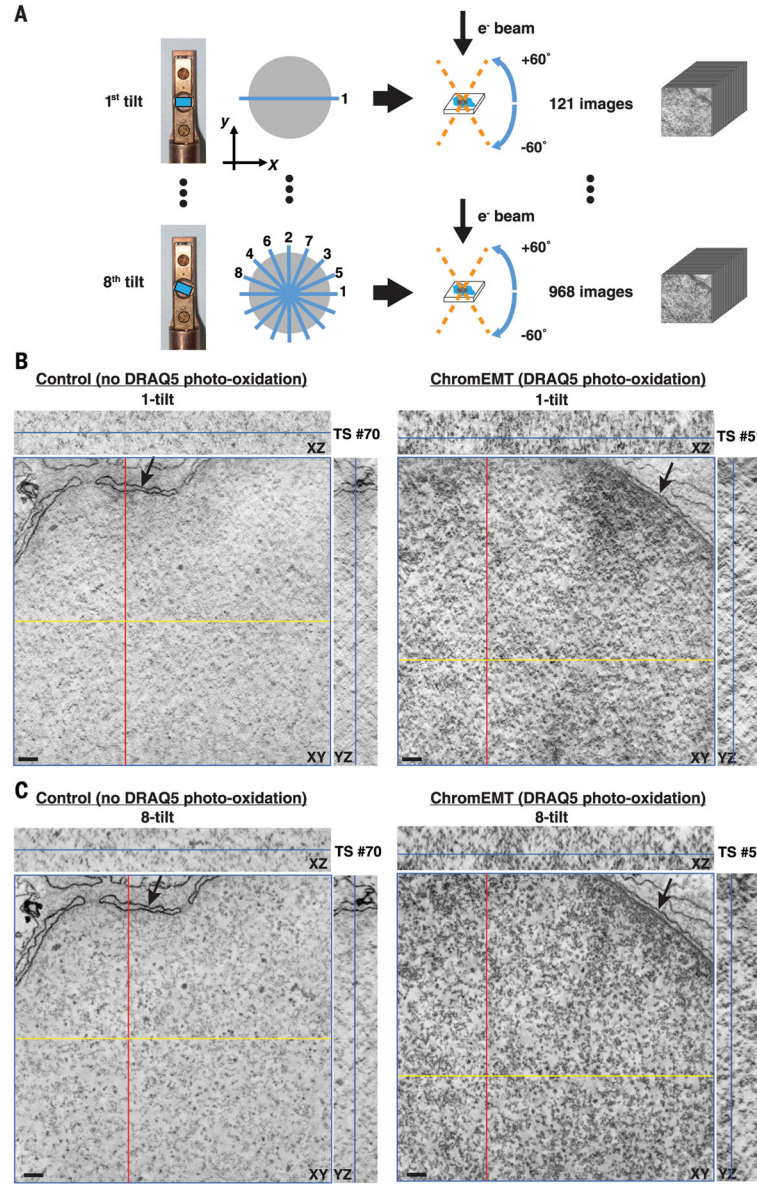 A
1st tilt
y
x
1
e- beam
+60°
-60°
121 images
8th tilt
8
4
6
2
7
3
5
1
e- beam
+60°
-60°
968 images
B
Control (no DRAQ5 photo-oxidation)
1-tilt
XZ
TS #70
XY
YZ
ChromEMT (DRAQ5 photo-oxidation)
1-tilt
XZ
TS #51
XY
YZ
C
Control (no DRAQ5 photo-oxidation)
8-tilt
XZ
TS #70
XY
YZ
ChromEMT (DRAQ5 photo-oxidation)
8-tilt
XZ
TS #5
XY
YZ